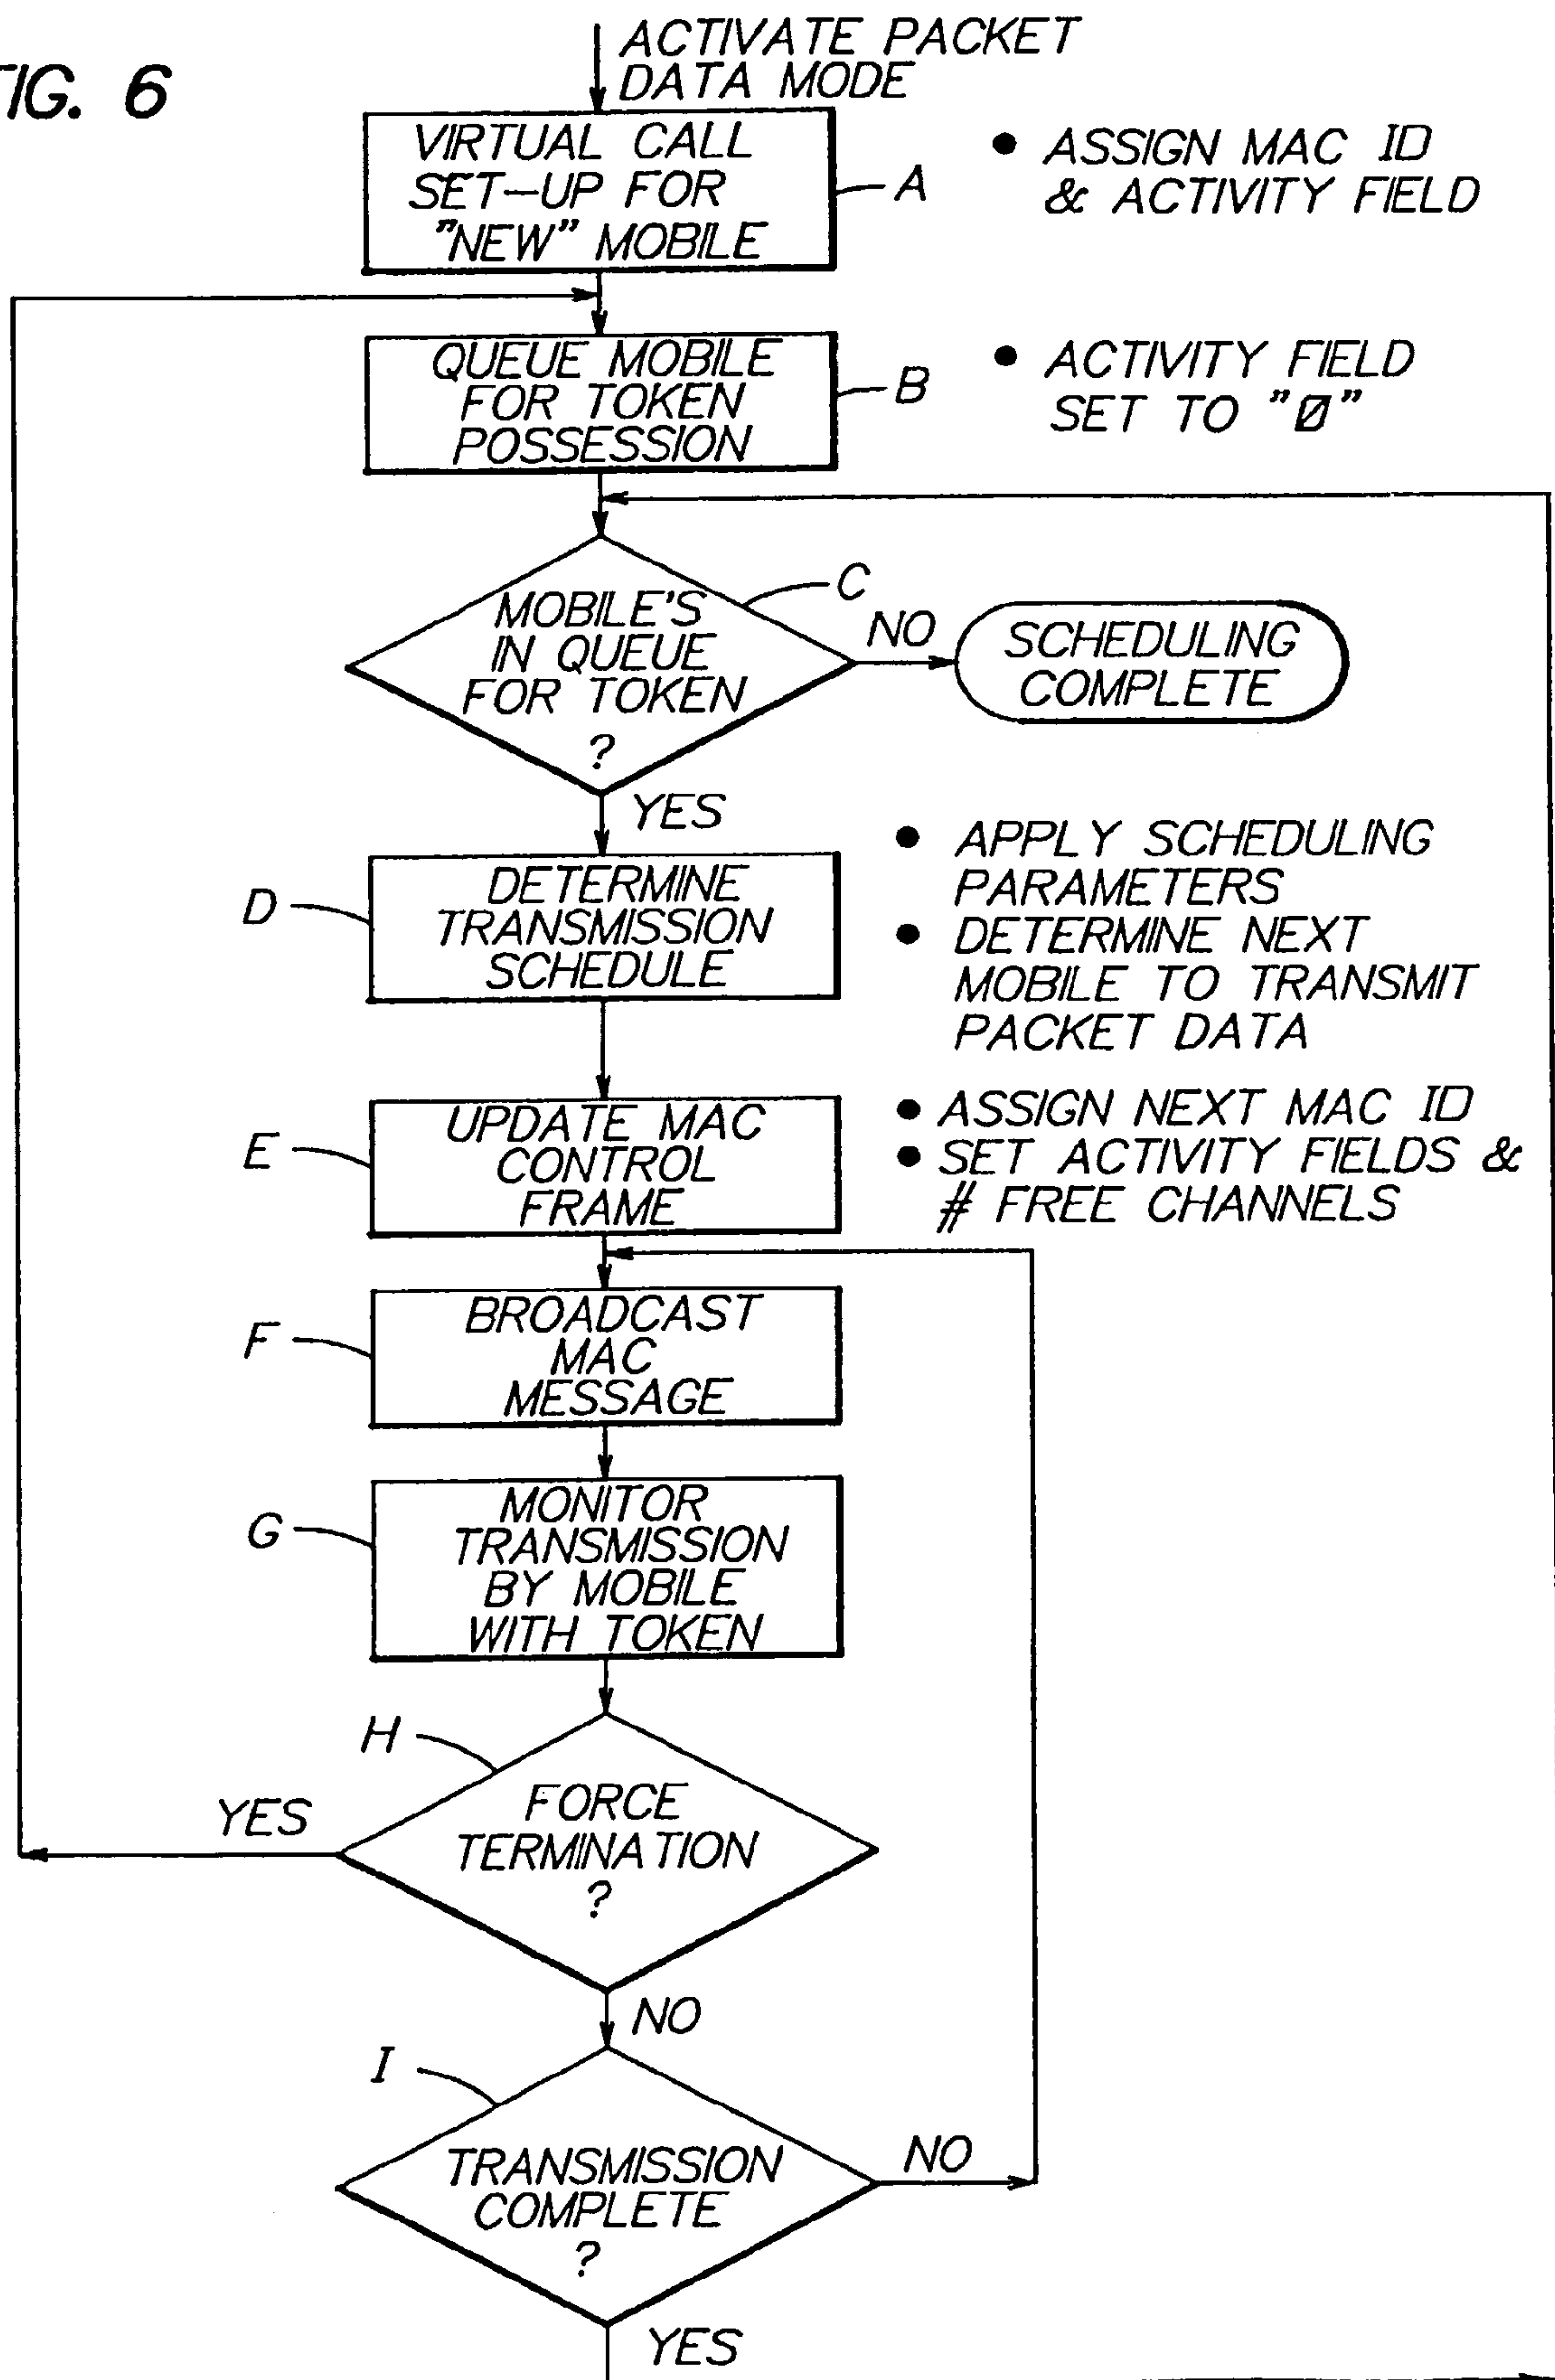 FIG. 6
ACTIVATE PACKET
DATA MODE
VIRTUAL CALL
SET-UP FOR
"NEW" MOBILE
A
• ASSIGN MAC ID
& ACTIVITY FIELD
QUEUE MOBILE
FOR TOKEN
POSSESSION
B
• ACTIVITY FIELD
SET TO "Ø"
C
MOBILE'S
IN QUEUE
FOR TOKEN
?
NO
SCHEDULING
COMPLETE
YES
D
DETERMINE
TRANSMISSION
SCHEDULE
• APPLY SCHEDULING
PARAMETERS
• DETERMINE NEXT
MOBILE TO TRANSMIT
PACKET DATA
E
UPDATE MAC
CONTROL
FRAME
• ASSIGN NEXT MAC ID
• SET ACTIVITY FIELDS &
# FREE CHANNELS
F
BROADCAST
MAC
MESSAGE
G
MONITOR
TRANSMISSION
BY MOBILE
WITH TOKEN
H
FORCE
TERMINATION
?
YES
NO
I
TRANSMISSION
COMPLETE
?
NO
YES